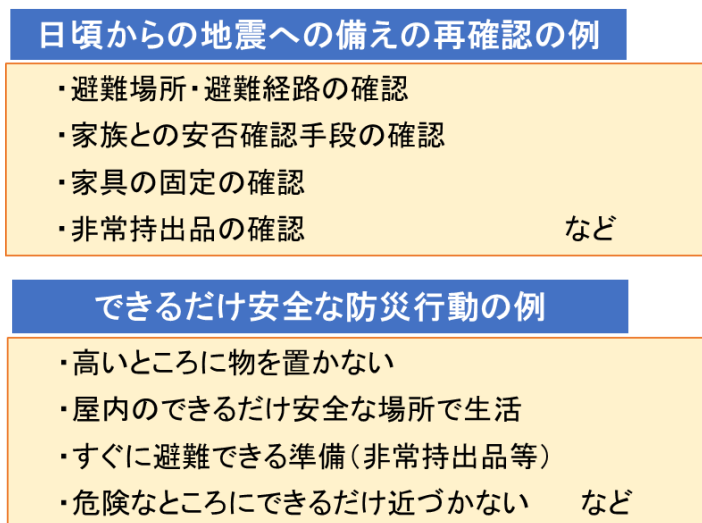 日頃からの地震への備えの再確認の例
・避難場所・避難経路の確認
・家族との安否確認手段の確認
・家具の固定の確認
・非常持出品の確認 など
できるだけ安全な防災行動の例
・高いところに物を置かない
・屋内のできるだけ安全な場所で生活
・すぐに避難できる準備（非常持出品等）
・危険なところにできるだけ近づかない など